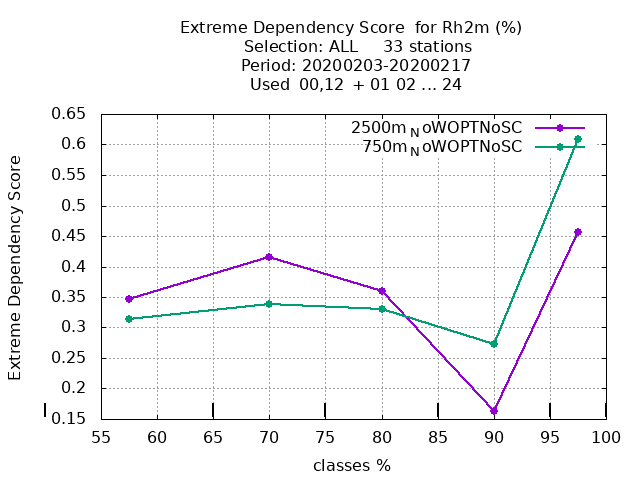 Extreme Dependency Score  for Rh2m (%)
Selection: ALL     33 stations
Period: 20200203-20200217
Used  00,12  + 01 02 ... 24
2500m NoWOPTNoSC
750m NoWOPTNoSC
Extreme Dependency Score
0.65
0.6
0.55
0.5
0.45
0.4
0.35
0.3
0.25
0.2
0.15
55 60 65 70 75 80 85 90 95 100
classes %